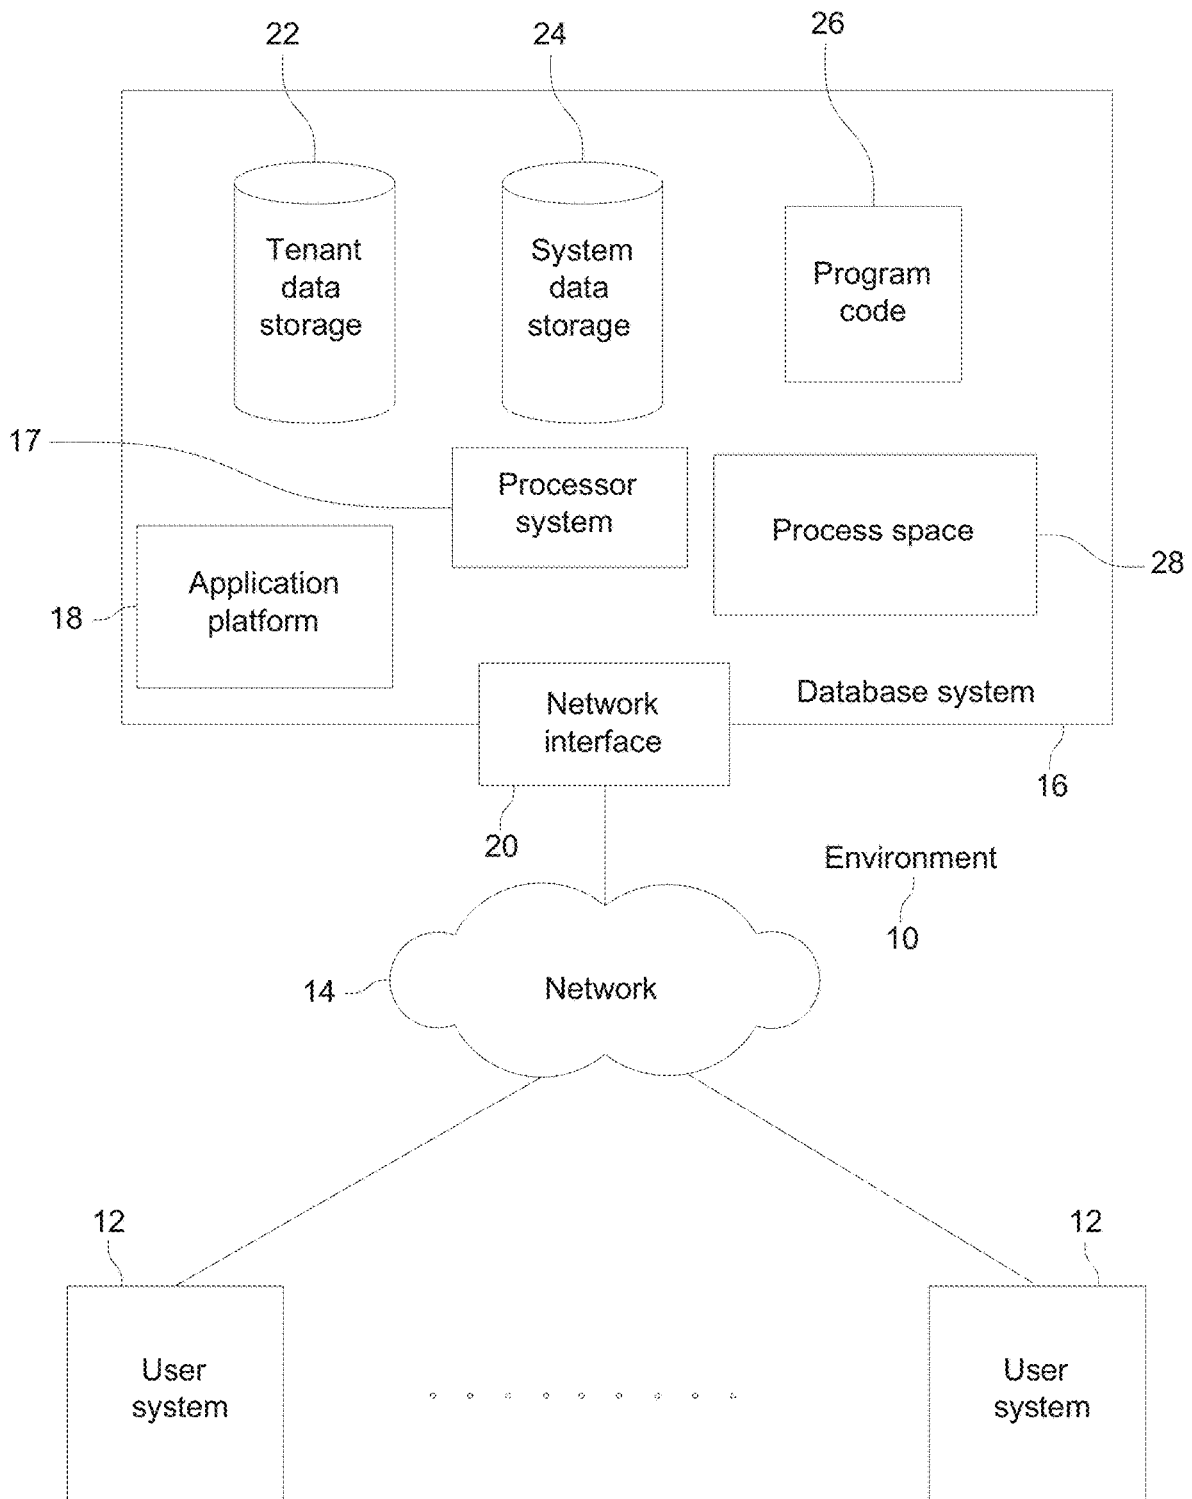 22
24
26
Tenant
data
storage
System
data
storage
Program
code
17
Processor
system
Process space
28
18
Application
platform
Network
interface
Database system
16
20
Environment
10
14
Network
12
12
User
system
User
system